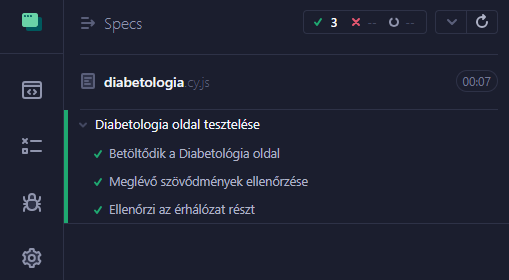 Specs
3 -- --
diabetologia.cy.js
00:07
Diabetologia oldal tesztelése
Betöltődik a Diabetológia oldal
Meglévő szövődmények ellenőrzése
Ellenőrzi az érhálózat részt